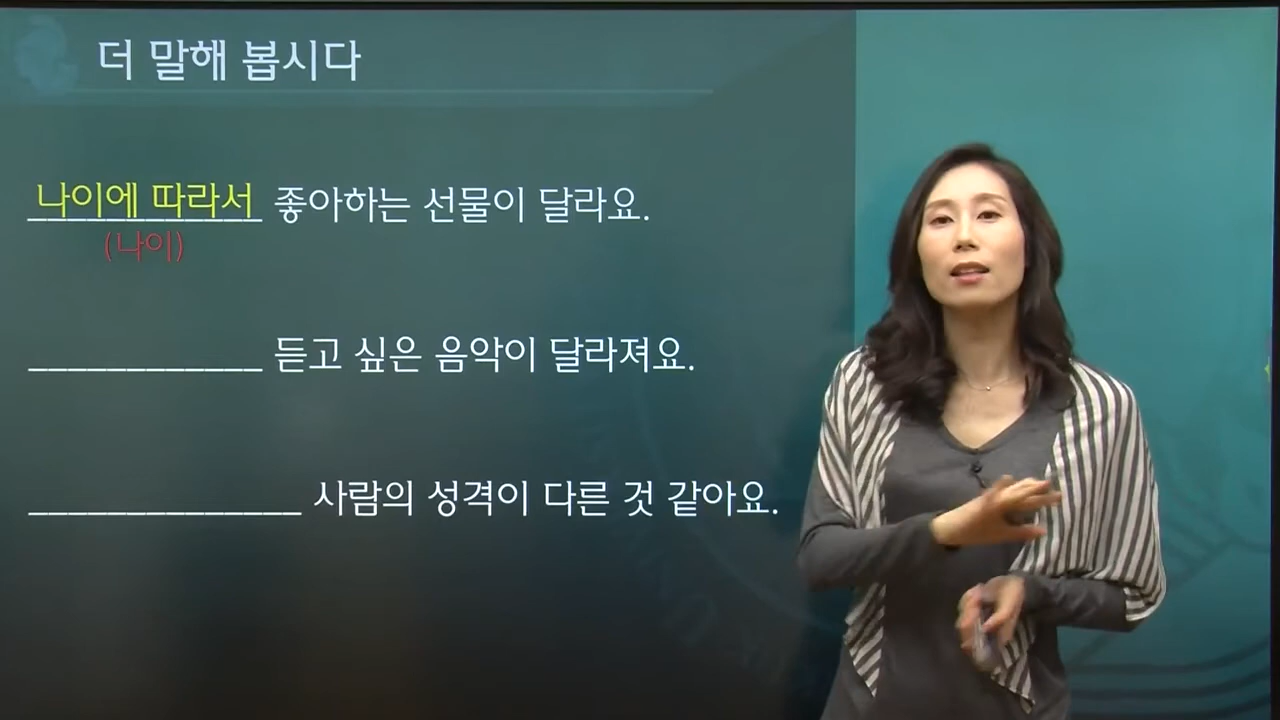 더 말해 봅시다
나이에 따라서 좋아하는 선물이 달라요.
(나이)
____________ 듣고 싶은 음악이 달라져요.
______________ 사람의 성격이 다른 것 같아요.